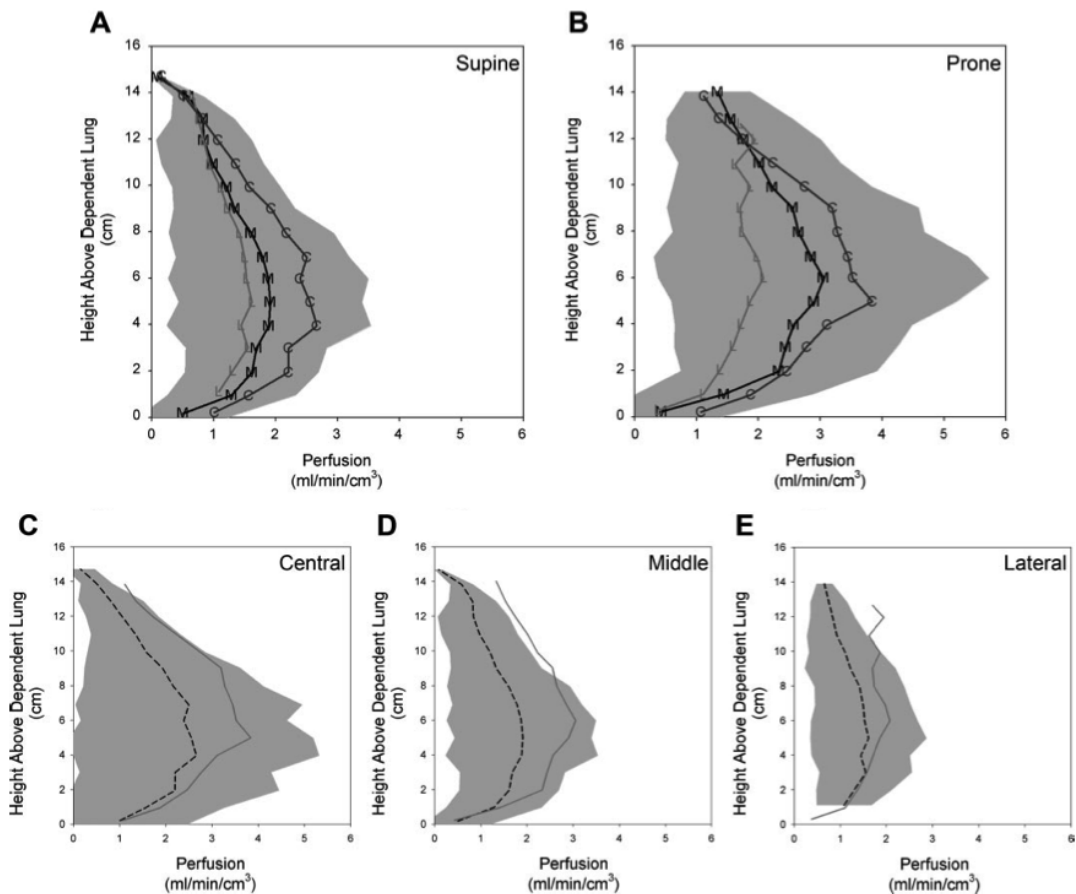 A
B
16
14
12
10
8
6
4
2
0
Supine
Height Above Dependent Lung
(cm)
0 1 2 3 4 5 6
Perfusion
(ml/min/cm³)
16
14
12
10
8
6
4
2
0
Prone
Height Above Dependent Lung
(cm)
0 1 2 3 4 5 6
Perfusion
(ml/min/cm³)
C
D
E
16
14
12
10
8
6
4
2
0
Central
Height Above Dependent Lung
(cm)
0 1 2 3 4 5 6
Perfusion
(ml/min/cm³)
16
14
12
10
8
6
4
2
0
Middle
Height Above Dependent Lung
(cm)
0 1 2 3 4 5 6
Perfusion
(ml/min/cm³)
16
14
12
10
8
6
4
2
0
Lateral
Height Above Dependent Lung
(cm)
0 1 2 3 4 5 6
Perfusion
(ml/min/cm³)